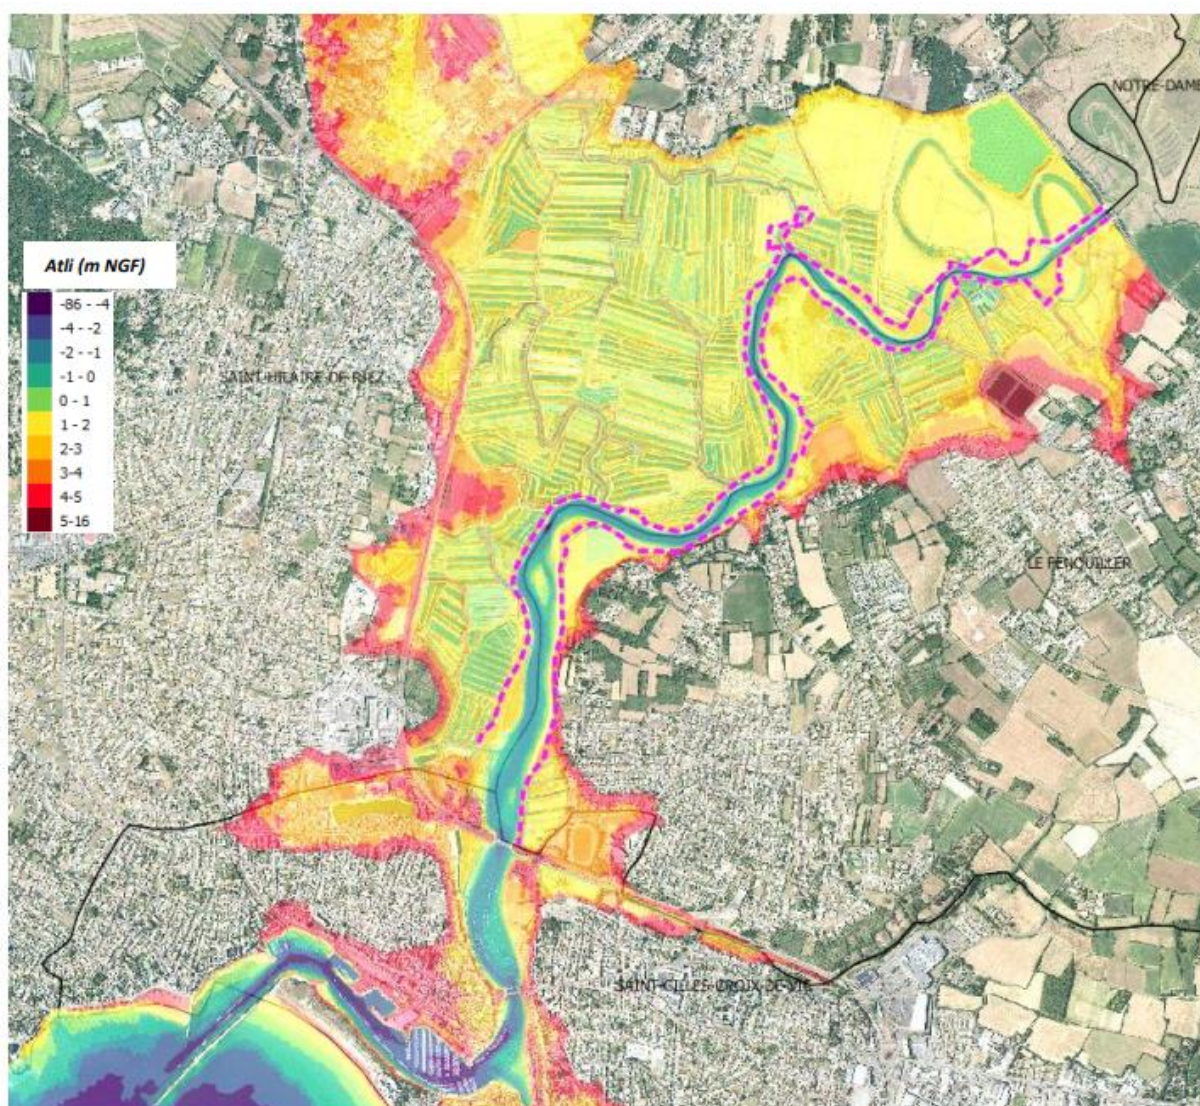 NOTRE-DAME
Atli (m NGF)
-86 - -4
-4 - -2
-2 - -1
-1 - 0
0 - 1
1 - 2
2-3
3-4
4-5
5-16
SAINT-HILAIRE-DE-RIEZ
LE FENOUILLER
SAINT-GILLES-CROIX-DE-VIE